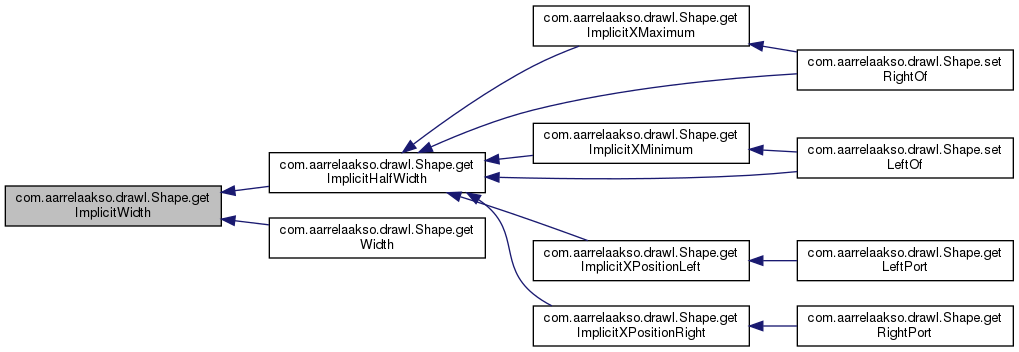 com.aarrelaakso.drawl.Shape.get
ImplicitXMaximum
com.aarrelaakso.drawl.Shape.set
RightOf
com.aarrelaakso.drawl.Shape.get
ImplicitXMinimum
com.aarrelaakso.drawl.Shape.set
LeftOf
com.aarrelaakso.drawl.Shape.get
ImplicitHalfWidth
com.aarrelaakso.drawl.Shape.get
ImplicitWidth
com.aarrelaakso.drawl.Shape.get
Width
com.aarrelaakso.drawl.Shape.get
ImplicitXPositionLeft
com.aarrelaakso.drawl.Shape.get
LeftPort
com.aarrelaakso.drawl.Shape.get
ImplicitXPositionRight
com.aarrelaakso.drawl.Shape.get
RightPort